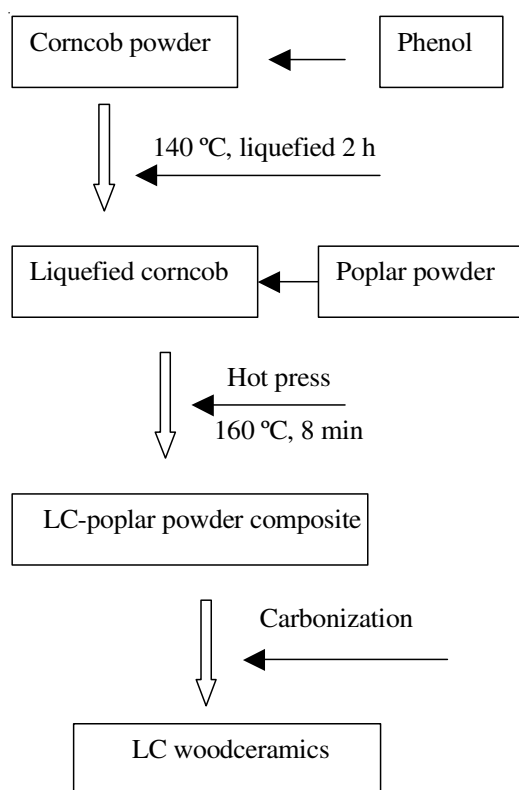 Corncob powder
Phenol
140 ºC, liquefied 2 h
Liquefied corncob
Poplar powder
Hot press
160 ºC, 8 min
LC-poplar powder composite
Carbonization
LC woodceramics